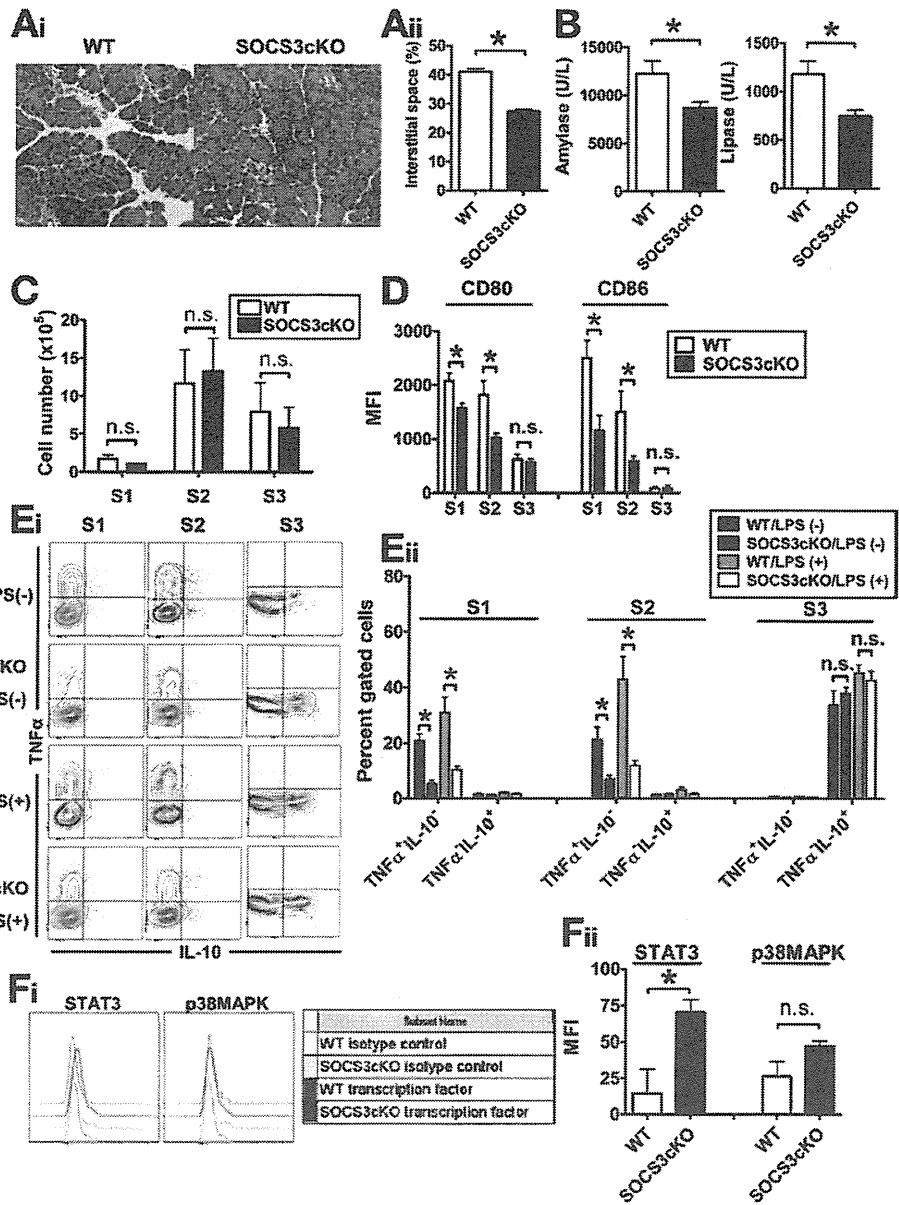 Ai
WT SOCS3cKO
Aii
*
Interstitial space (%)
50
40
30
20
10
0
WT
SOCS3cKO
B
*
Amylase (U/L)
15000
10000
5000
0
WT
SOCS3cKO
*
Lipase (U/L)
1500
1000
500
0
WT
SOCS3cKO
C
WT
SOCS3cKO
Cell number (x10⁵)
20
15
10
5
0
n.s.
n.s.
n.s.
S1 S2 S3
D
CD80 CD86
WT
SOCS3cKO
MFI
3000
2000
1000
0
* * n.s. * * n.s.
S1 S2 S3 S1 S2 S3
Ei
S1 S2 S3
PS(-)
KO
S(-)
S(+)
cKO
S(+)
TNFα
IL-10
Eii
WT/LPS (-)
SOCS3cKO/LPS (-)
WT/LPS (+)
SOCS3cKO/LPS (+)
Percent gated cells
80
60
40
20
0
S1 S2 S3
* * * * n.s. n.s.
TNFα⁺IL-10⁻
TNFα⁻IL-10⁺
TNFα⁺IL-10⁻
TNFα⁻IL-10⁺
TNFα⁺IL-10⁻
TNFα⁻IL-10⁺
Fi
STAT3 p38MAPK
Subset Name
WT isotype control
SOCS3cKO isotype control
WT transcription factor
SOCS3cKO transcription factor
Fii
STAT3 p38MAPK
MFI
100
75
50
25
0
* n.s.
WT
SOCS3cKO
WT
SOCS3cKO